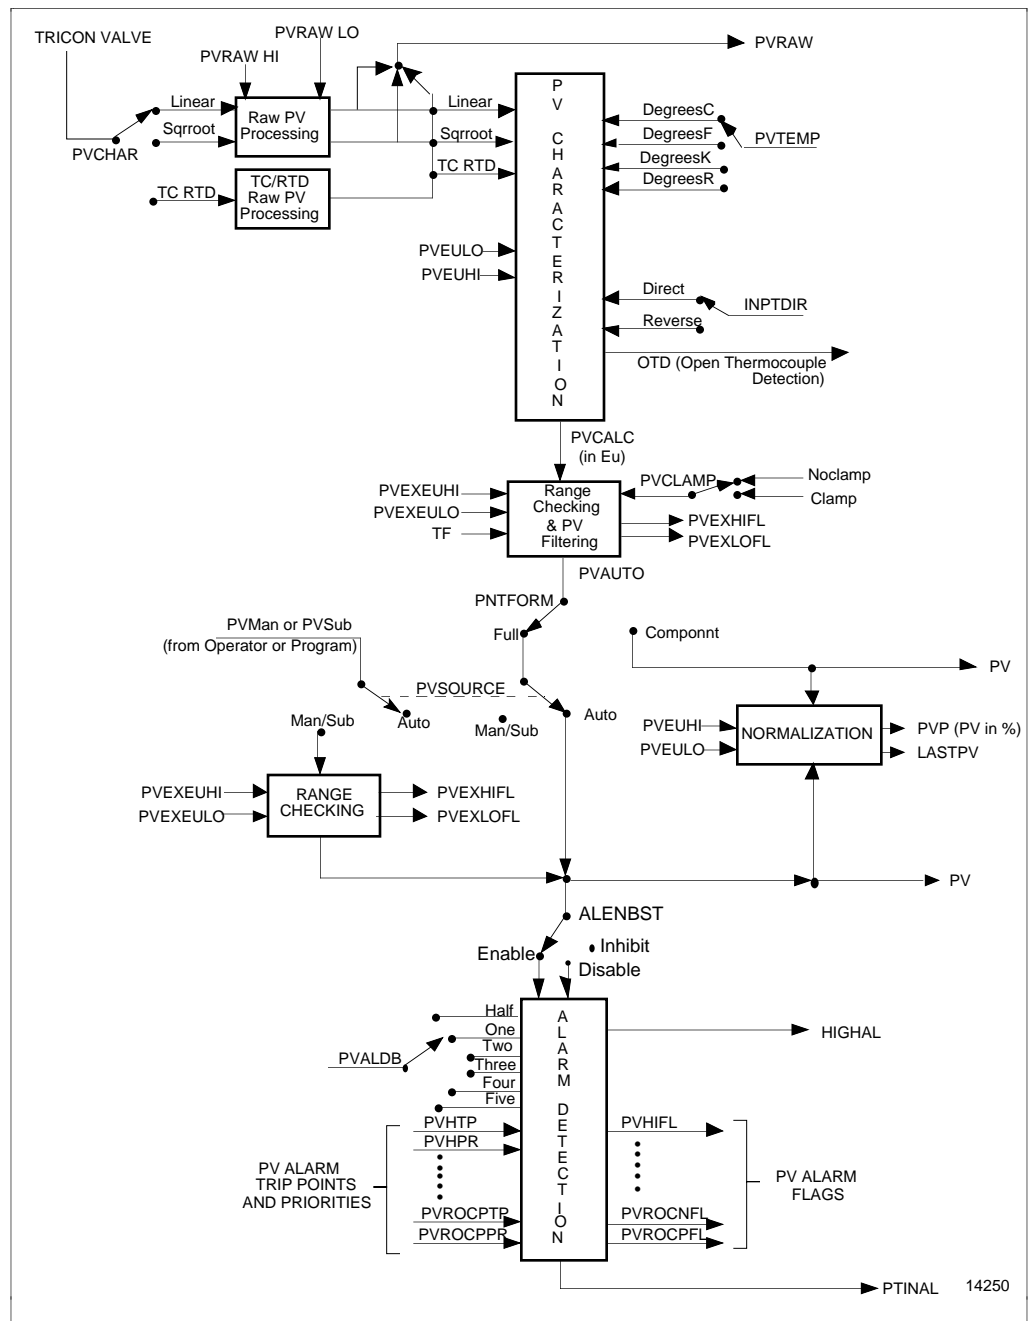 TRICON VALVE
PVRAW LO
PVRAW HI
PVRAW
Linear
Sqrroot
PVCHAR
Raw PV
Processing
TC RTD
TC/RTD
Raw PV
Processing
Linear
Sqrroot
TC RTD
PVEULO
PVEUHI
PV CHARACTERIZATION
DegreesC
DegreesF
DegreesK
DegreesR
PVTEMP
Direct
Reverse
INPTDIR
OTD (Open Thermocouple
Detection)
PVCALC
(in Eu)
PVEXEUHI
PVEXEULO
TF
Range
Checking
& PV
Filtering
PVCLAMP
Noclamp
Clamp
PVEXHIFL
PVEXLOFL
PVAUTO
PNTFORM
Full
Componnt
PV
PVMan or PVSub
(from Operator or Program)
PVSOURCE
Auto
Man/Sub
Man/Sub
Auto
PVEUHI
PVEULO
NORMALIZATION
PVP (PV in %)
LASTPV
PVEXEUHI
PVEXEULO
RANGE
CHECKING
PVEXHIFL
PVEXLOFL
PV
ALENBST
Enable
Inhibit
Disable
Half
One
Two
Three
Four
Five
PVALDB
ALARM DETECTION
HIGHAL
PVHTP
PVHPR
PVROCPTP
PVROCPPR
PV ALARM
TRIP POINTS
AND PRIORITIES
PVHIFL
PVROCNFL
PVROCPFL
PV ALARM
FLAGS
PTINAL
14250